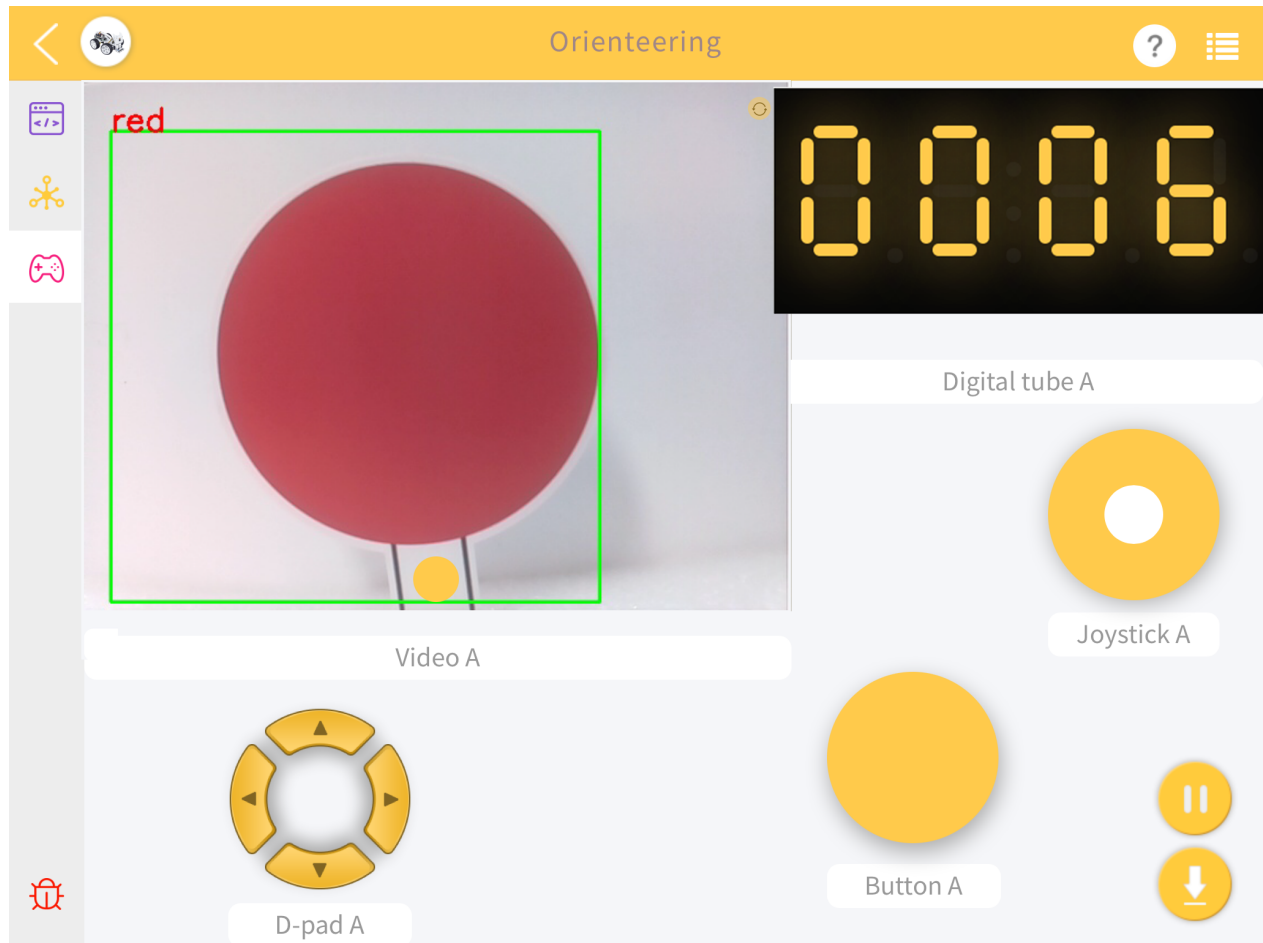 Orienteering
?
</>
red
0006
Digital tube A
Joystick A
Video A
Button A
D-pad A